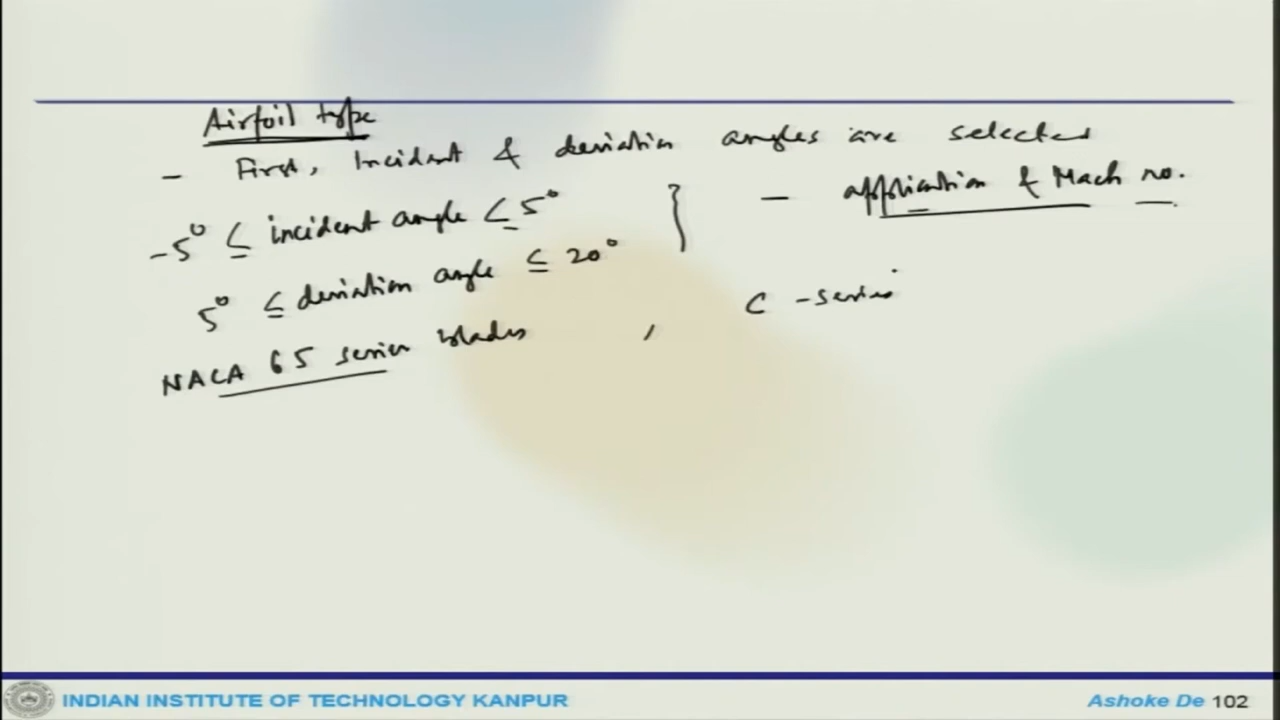 Airfoil type
- First, Incident & deviation angles are selected
-5° ≤ incident angle ≤ 5° } - application & Mach no.
5° ≤ deviation angle ≤ 20°
NACA 65 series blades , C - series
INDIAN INSTITUTE OF TECHNOLOGY KANPUR
Ashoke De 102